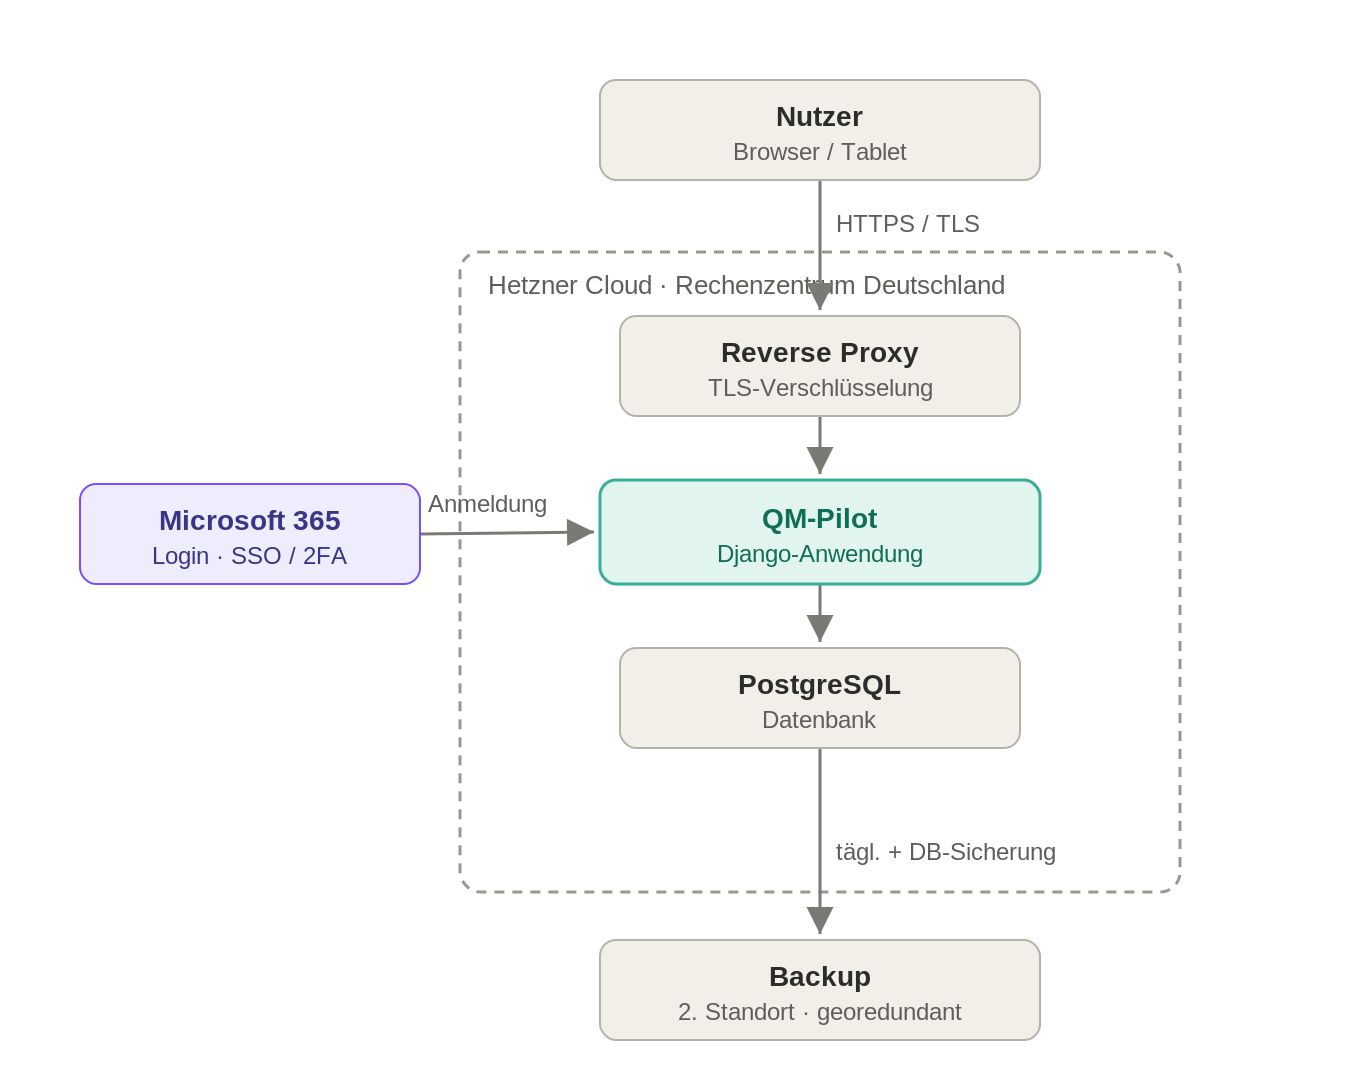 Nutzer
Browser / Tablet
HTTPS / TLS
Hetzner Cloud · Rechenzentrum Deutschland
Reverse Proxy
TLS-Verschlüsselung
Microsoft 365
Login · SSO / 2FA
Anmeldung
QM-Pilot
Django-Anwendung
PostgreSQL
Datenbank
tägl. + DB-Sicherung
Backup
2. Standort · georedundant